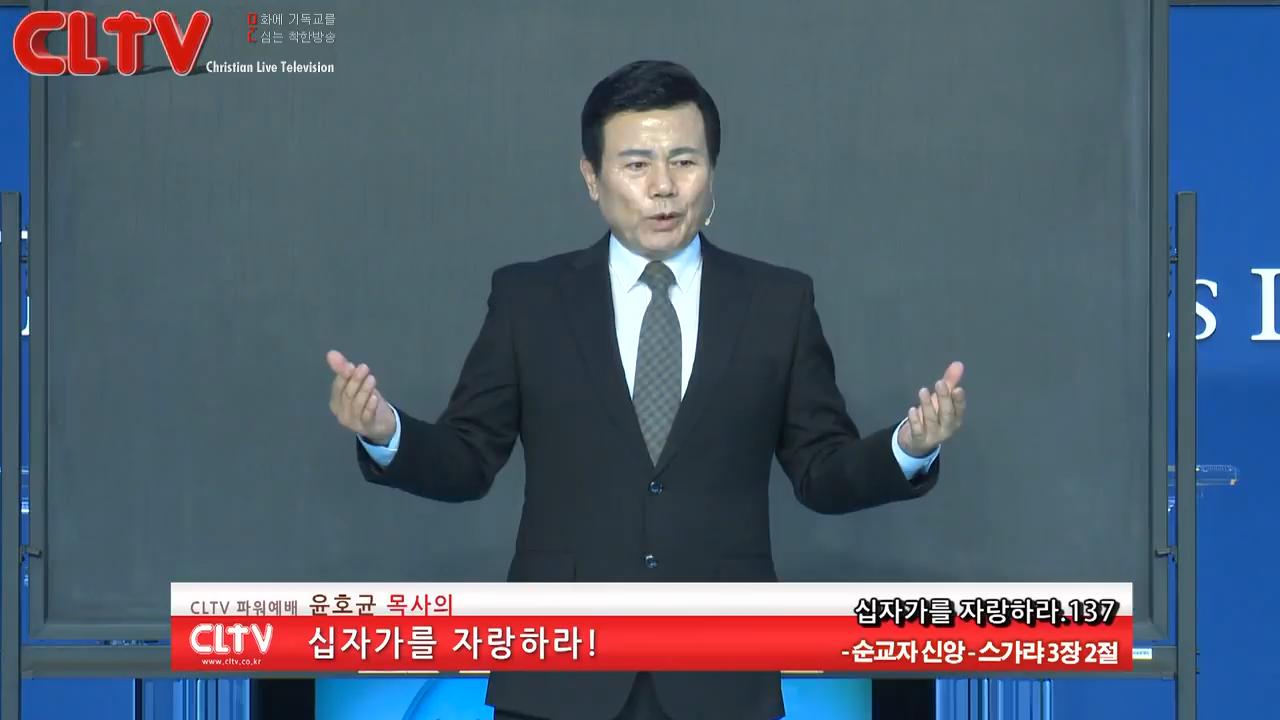 CLTV
문화에 기독교를
심는 착한방송
Christian Live Television
S
CLTV 파워예배 윤호균 목사의
십자가를 자랑하라.137
CLTV
www.cltv.co.kr
십자가를 자랑하라!
- 순교자 신앙 - 스가랴 3장 2절